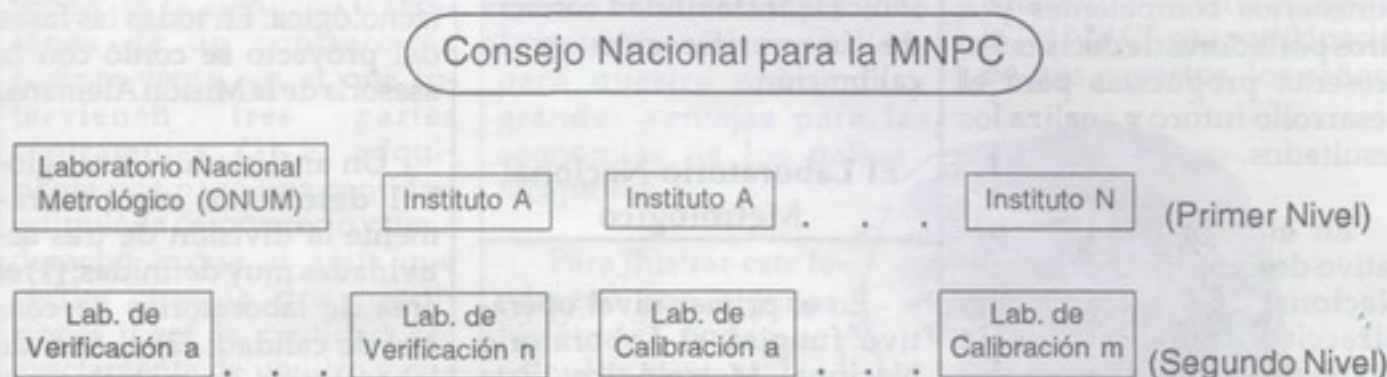 Consejo Nacional para la MNPC
Laboratorio Nacional
Metrológico (ONUM)
Instituto A
Instituto A
. . .
Instituto N
(Primer Nivel)
Lab. de
Verificación a
. . .
Lab. de
Verificación n
Lab. de
Calibración a
. . .
Lab. de
Calibración m
(Segundo Nivel)